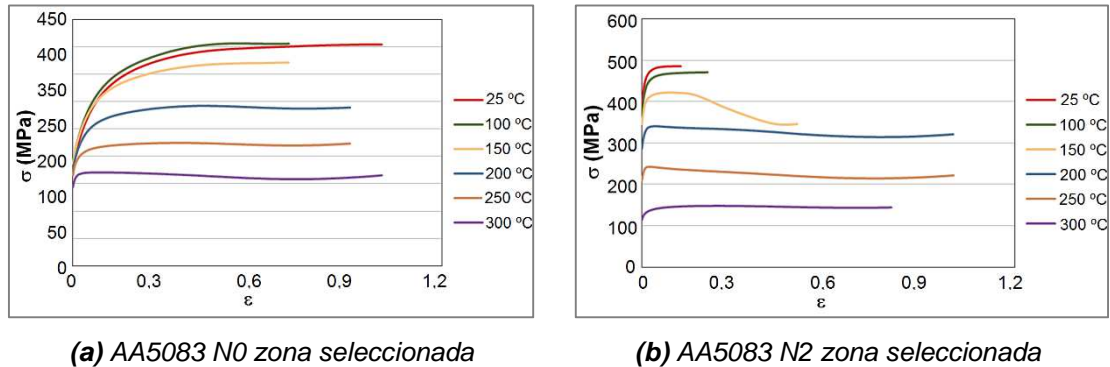 450
400
350
300
250
200
150
100
50
0
σ (MPa)
0
0,3
0,6
0,9
1,2
ε
25 ºC
100 ºC
150 ºC
200 ºC
250 ºC
300 ºC
600
500
400
300
200
100
0
σ (MPa)
0
0,3
0,6
0,9
1,2
ε
25 ºC
100 ºC
150 ºC
200 ºC
250 ºC
300 ºC
(a) AA5083 N0 zona seleccionada
(b) AA5083 N2 zona seleccionada